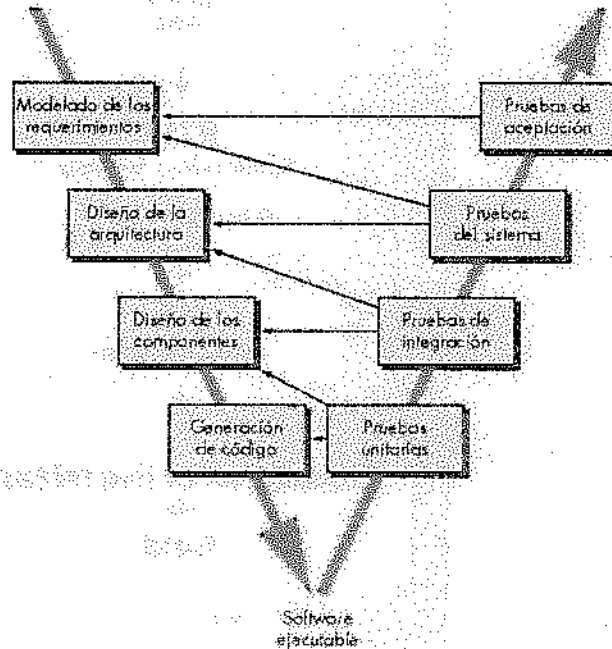 Modelado de los
requerimientos
Pruebas de
aceptación
Diseño de la
arquitectura
Pruebas
del sistema
Diseño de los
componentes
Pruebas de
integración
Generación
de código
Pruebas
unitarias
Software
ejecutable